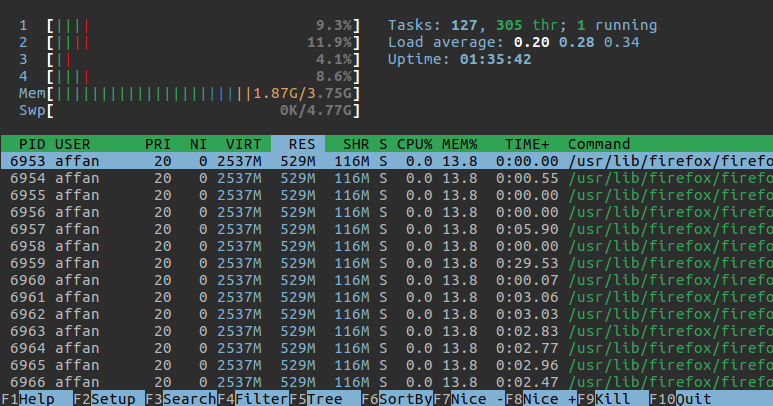 1 [|||| 9.3%] Tasks: 127, 305 thr; 1 running
2 [|||| 11.9%] Load average: 0.20 0.28 0.34
3 [|| 4.1%] Uptime: 01:35:42
4 [|||| 8.6%]
Mem[||||||||||||||||||||||1.87G/3.75G]
Swp[ 0K/4.77G]
PID USER PRI NI VIRT RES SHR S CPU% MEM% TIME+ Command
6953 affan 20 0 2537M 529M 116M S 0.0 13.8 0:00.00 /usr/lib/firefox/firefo
6954 affan 20 0 2537M 529M 116M S 0.0 13.8 0:00.55 /usr/lib/firefox/firefo
6955 affan 20 0 2537M 529M 116M S 0.0 13.8 0:00.00 /usr/lib/firefox/firefo
6956 affan 20 0 2537M 529M 116M S 0.0 13.8 0:00.00 /usr/lib/firefox/firefo
6957 affan 20 0 2537M 529M 116M S 0.0 13.8 0:05.90 /usr/lib/firefox/firefo
6958 affan 20 0 2537M 529M 116M S 0.0 13.8 0:00.00 /usr/lib/firefox/firefo
6959 affan 20 0 2537M 529M 116M S 0.0 13.8 0:29.53 /usr/lib/firefox/firefo
6960 affan 20 0 2537M 529M 116M S 0.0 13.8 0:00.07 /usr/lib/firefox/firefo
6961 affan 20 0 2537M 529M 116M S 0.0 13.8 0:03.06 /usr/lib/firefox/firefo
6962 affan 20 0 2537M 529M 116M S 0.0 13.8 0:03.03 /usr/lib/firefox/firefo
6963 affan 20 0 2537M 529M 116M S 0.0 13.8 0:02.83 /usr/lib/firefox/firefo
6964 affan 20 0 2537M 529M 116M S 0.0 13.8 0:02.77 /usr/lib/firefox/firefo
6965 affan 20 0 2537M 529M 116M S 0.0 13.8 0:02.96 /usr/lib/firefox/firefo
6966 affan 20 0 2537M 529M 116M S 0.0 13.8 0:02.47 /usr/lib/firefox/firefo
F1Help F2Setup F3SearchF4FilterF5Tree F6SortByF7Nice -F8Nice +F9Kill F10Quit